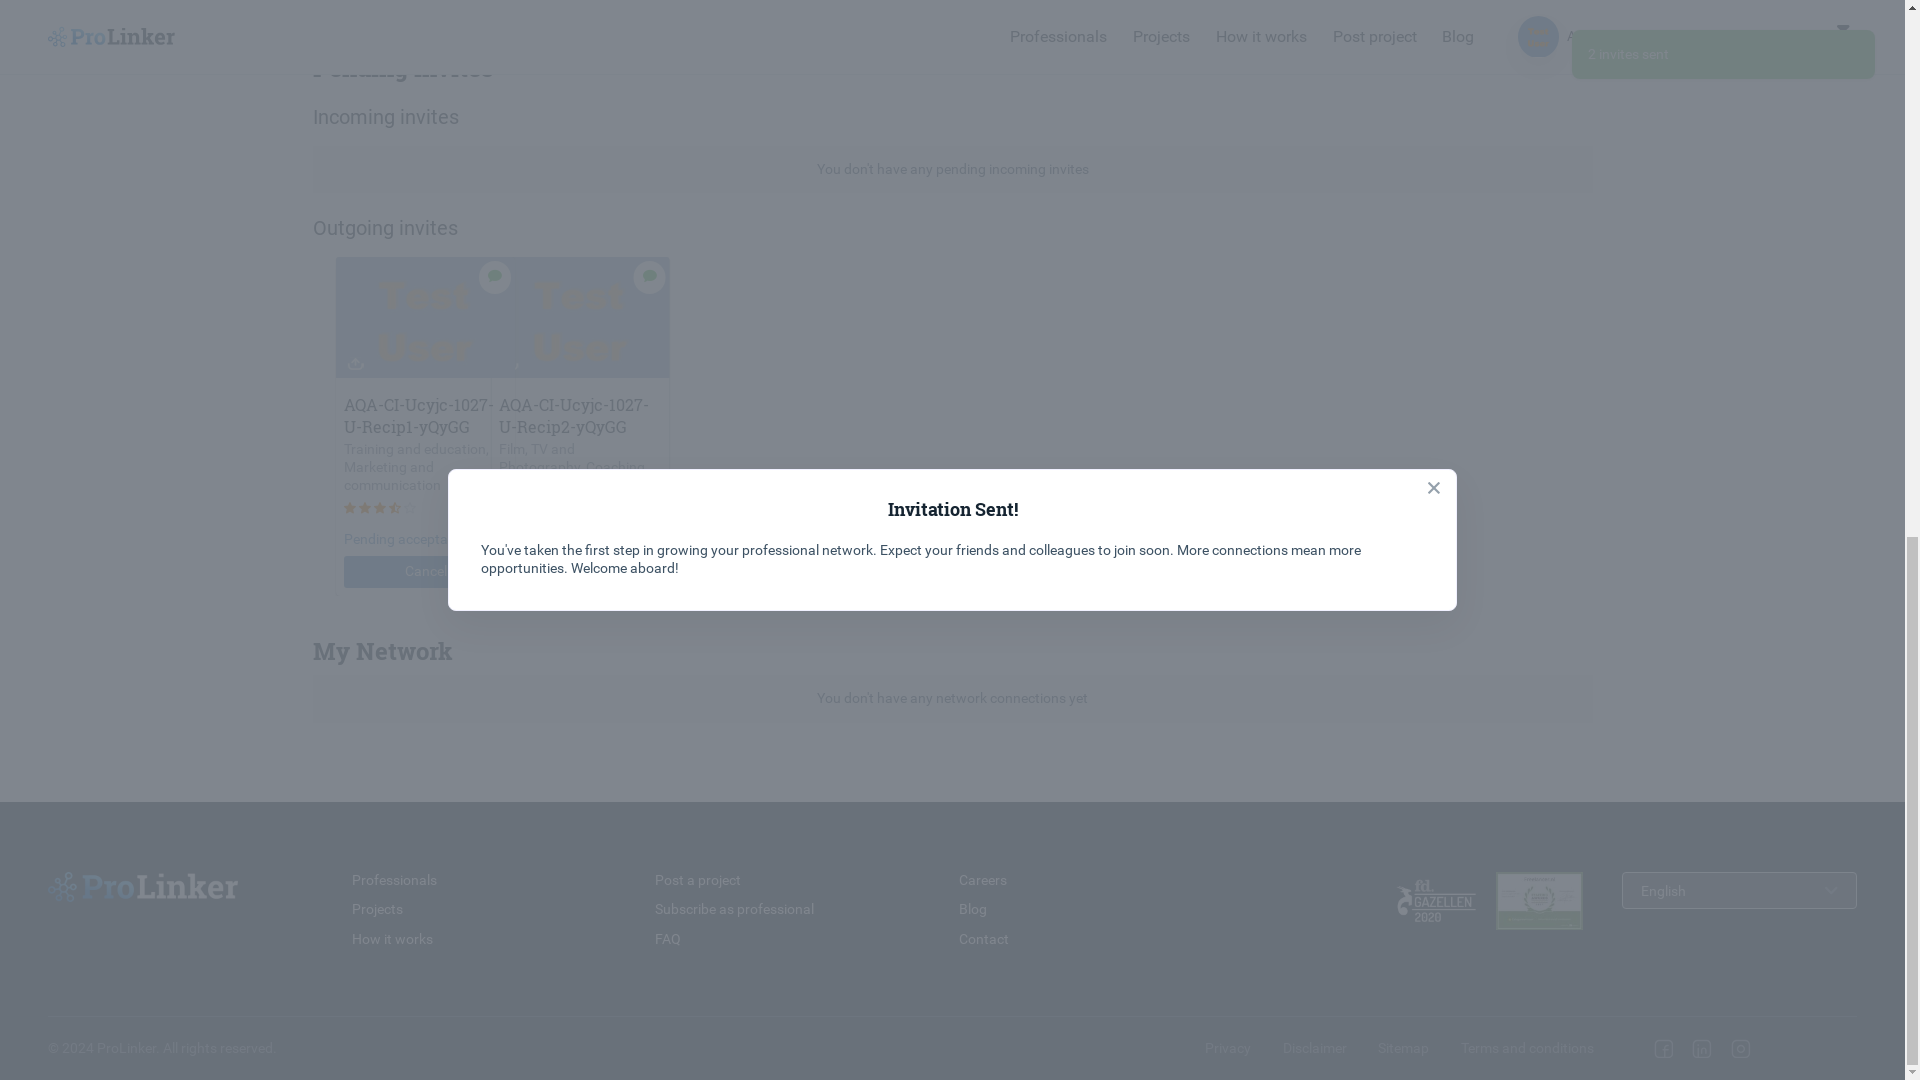 ProLinker
Professionals
Projects
How it works
Post project
Blog
2 invites sent
Pending invites
Incoming invites
You don't have any pending incoming invites
Outgoing invites
Test
User
Test
User
AQA-CI-Ucyjc-1027-
U-Recip1-yQyGG
Training and education,
Marketing and
communication
AQA-CI-Ucyjc-1027-
U-Recip2-yQyGG
Film, TV and
Photography, Coaching
Cancel
Invitation Sent!
You've taken the first step in growing your professional network. Expect your friends and colleagues to join soon. More connections mean more
opportunities. Welcome aboard!
My Network
You don't have any network connections yet
ProLinker
Professionals
Projects
How it works
Post a project
Subscribe as professional
FAQ
Careers
Blog
Contact
fd.
GAZELLEN
2020
English
© 2024 ProLinker. All rights reserved
Privacy
Disclaimer
Sitemap
Terms and conditions